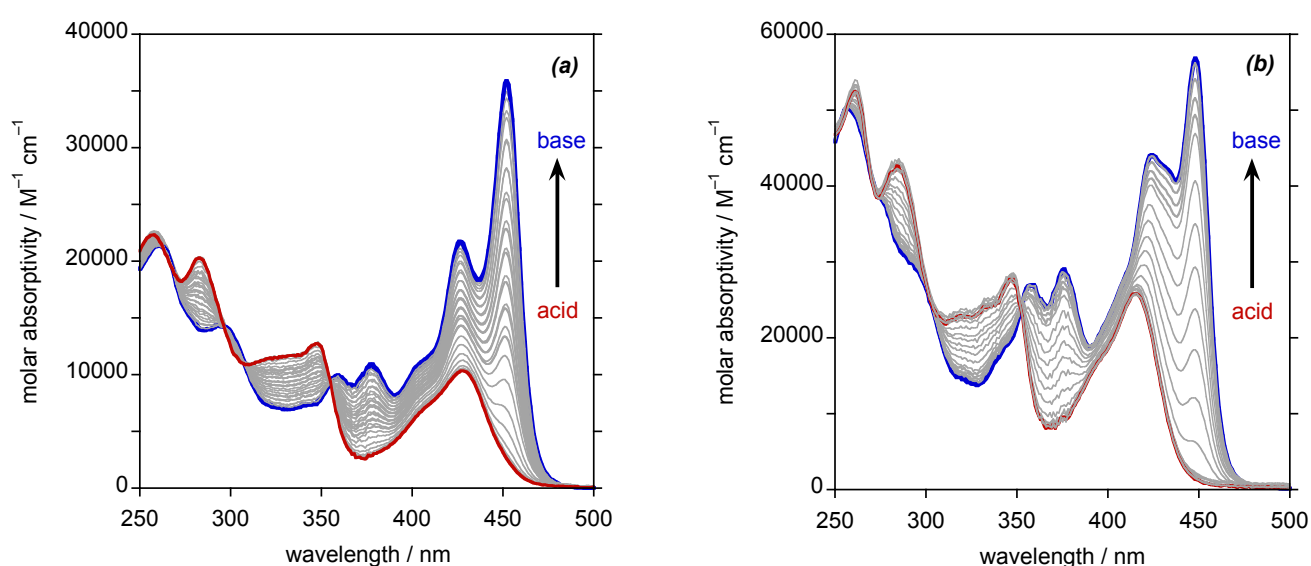 40000
30000
20000
10000
0
250
300
350
400
450
500
molar absorptivity / M⁻¹ cm⁻¹
wavelength / nm
(a)
base
acid
60000
40000
20000
0
250
300
350
400
450
500
molar absorptivity / M⁻¹ cm⁻¹
wavelength / nm
(b)
base
acid